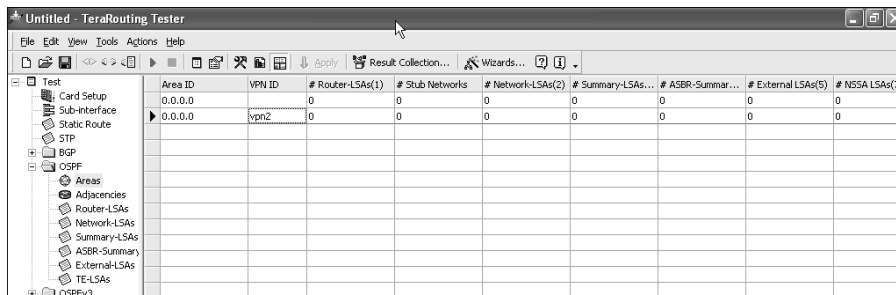 Untitled - TeraRouting Tester
File Edit View Tools Actions Help
Apply Result Collection... Wizards...
Test
Card Setup
Sub-interface
Static Route
STP
BGP
OSPF
Areas
Adjacencies
Router-LSAs
Network-LSAs
Summary-LSAs
ASBR-Summary
External-LSAs
TE-LSAs
OSPFv3
Area ID VPN ID # Router-LSAs(1) # Stub Networks # Network-LSAs(2) # Summary-LSAs... # ASBR-Summar... # External LSAs(5) # NSSA LSAs(
0.0.0.0 0 0 0 0 0 0 0
0.0.0.0 vpn2 0 0 0 0 0 0 0